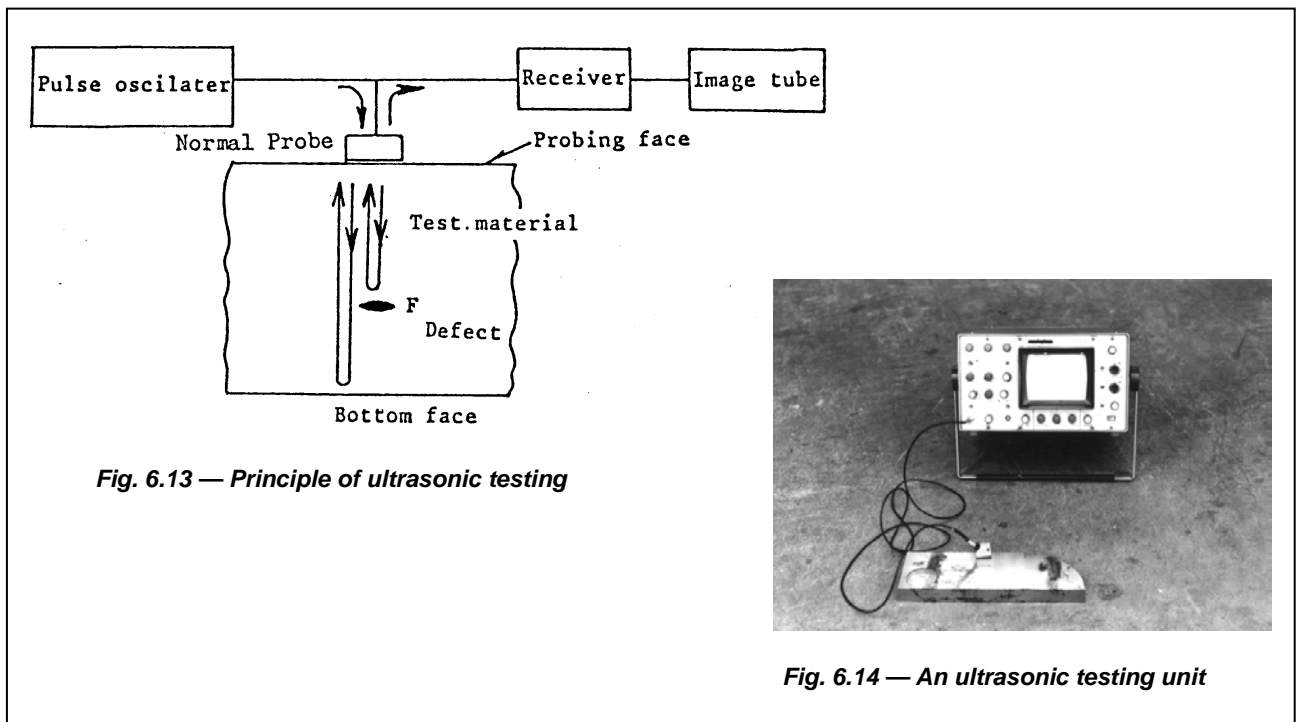 Pulse oscilater
Receiver
Image tube
Normal Probe
Probing face
Test.material
F
Defect
Bottom face
Fig. 6.13 — Principle of ultrasonic testing
Fig. 6.14 — An ultrasonic testing unit